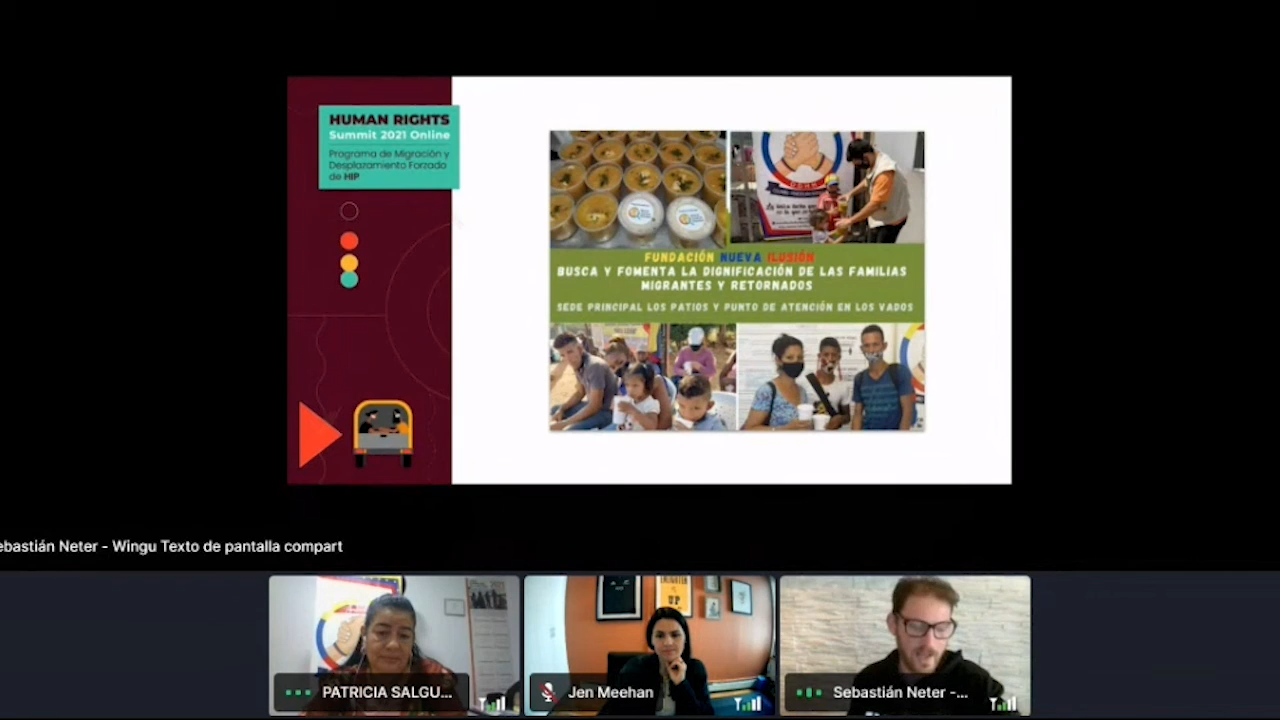 HUMAN RIGHTS
Summit 2021 Online
Programa de Migración y
Desplazamiento Forzado
de HIP
FUNDACIÓN NUEVA ILUSIÓN
BUSCA Y FOMENTA LA DIGNIFICACIÓN DE LAS FAMILIAS
MIGRANTES Y RETORNADOS
SEDE PRINCIPAL LOS PATIOS Y PUNTO DE ATENCIÓN EN LOS VADOS
ebastián Neter - Wingu Texto de pantalla compart
UP
PATRICIA SALGU...
Jen Meehan
Sebastián Neter -...